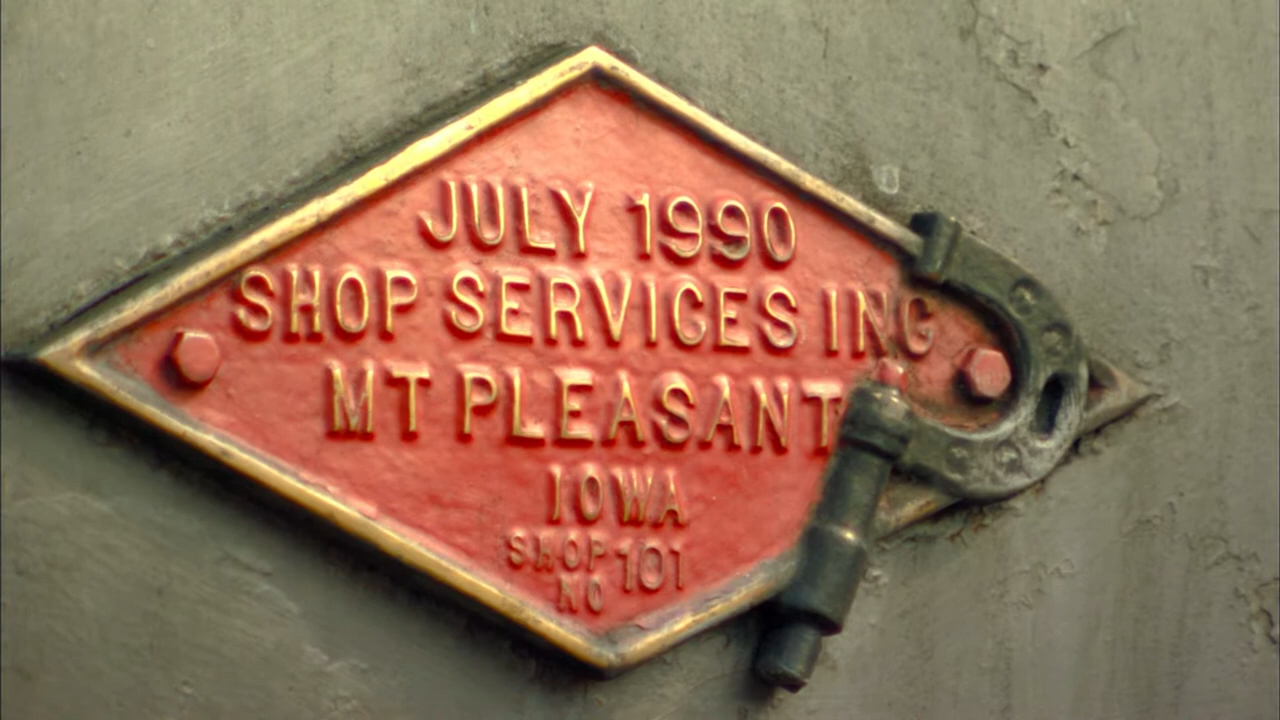 JULY 1990
SHOP SERVICES INC
MT PLEASANT
IOWA
SHOP 101
NO